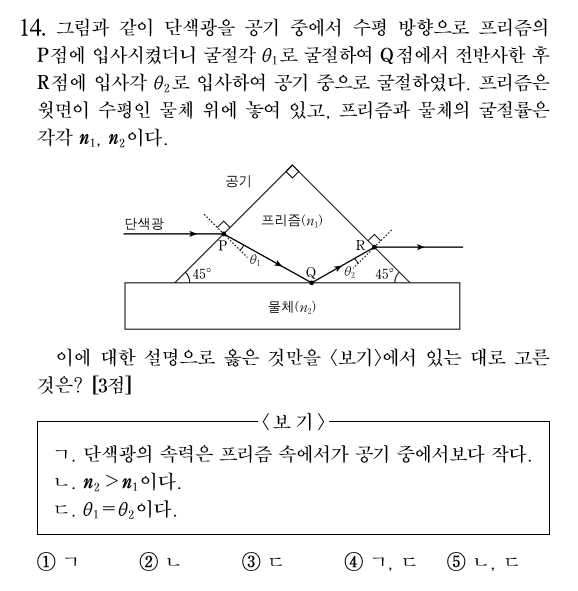 14. 그림과 같이 단색광을 공기 중에서 수평 방향으로 프리즘의
P점에 입사시켰더니 굴절각 θ₁로 굴절하여 Q점에서 전반사한 후
R점에 입사각 θ₂로 입사하여 공기 중으로 굴절하였다. 프리즘은
윗면이 수평인 물체 위에 놓여 있고, 프리즘과 물체의 굴절률은
각각 n₁, n₂이다.
공기
단색광
프리즘(n₁)
P
R
θ₁
Q
θ₂
45°
45°
물체(n₂)
이에 대한 설명으로 옳은 것만을 〈보기〉에서 있는 대로 고른
것은? [3점]
〈보 기〉
ㄱ. 단색광의 속력은 프리즘 속에서가 공기 중에서보다 작다.
ㄴ. n₂>n₁이다.
ㄷ. θ₁=θ₂이다.
① ㄱ ② ㄴ ③ ㄷ ④ ㄱ, ㄷ ⑤ ㄴ, ㄷ